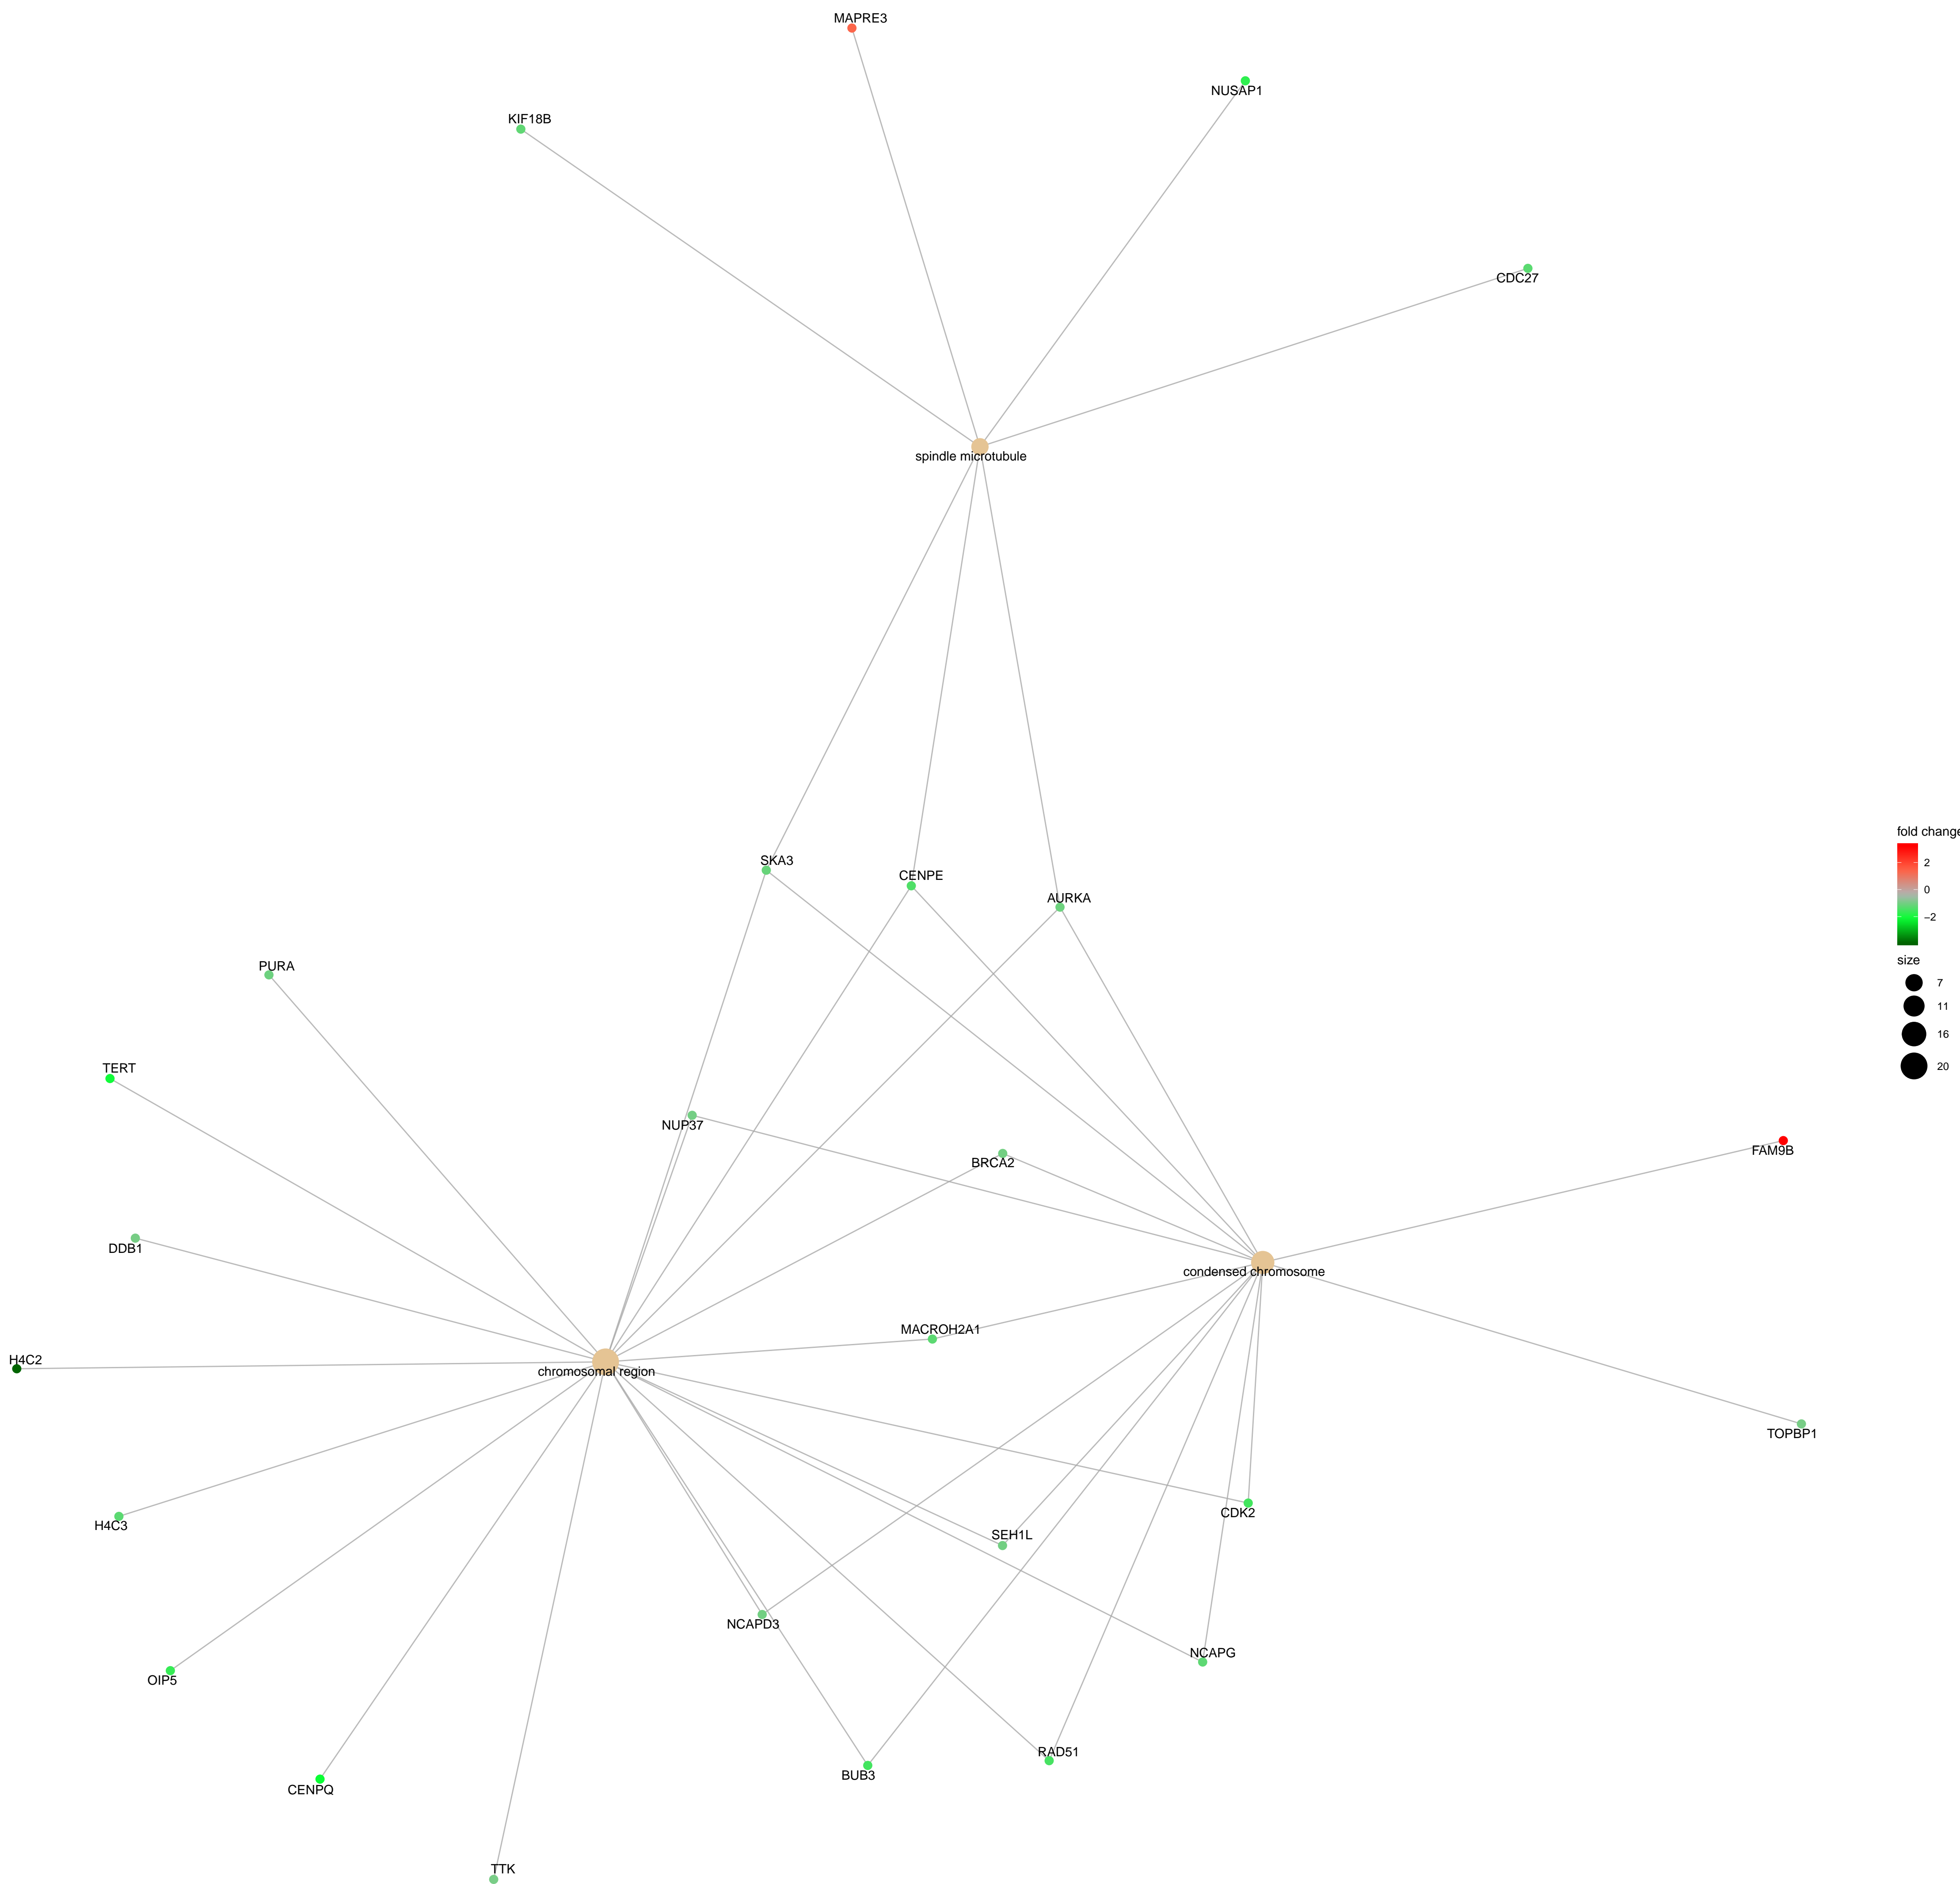 MAPRE3
NUSAP1
KIF18B
CDC27
spindle microtubule
fold change
2
0
−2
SKA3
CENPE
AURKA
size
7
11
16
20
PURA
TERT
NUP37
BRCA2
FAM9B
DDB1
condensed chromosome
MACROH2A1
H4C2
chromosomal region
TOPBP1
CDK2
H4C3
SEH1L
NCAPD3
NCAPG
OIP5
RAD51
BUB3
CENPQ
TTK